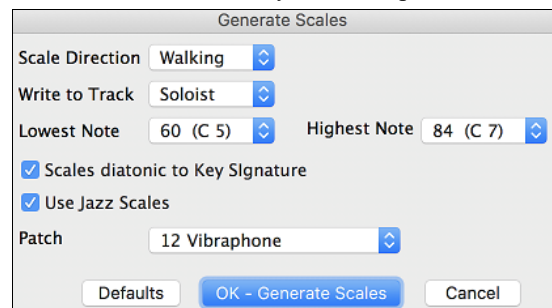 Generate Scales
Scale Direction Walking
Write to Track Soloist
Lowest Note 60 (C 5) Highest Note 84 (C 7)
Scales diatonic to Key SIgnature
Use Jazz Scales
Patch 12 Vibraphone
Defaults OK - Generate Scales Cancel